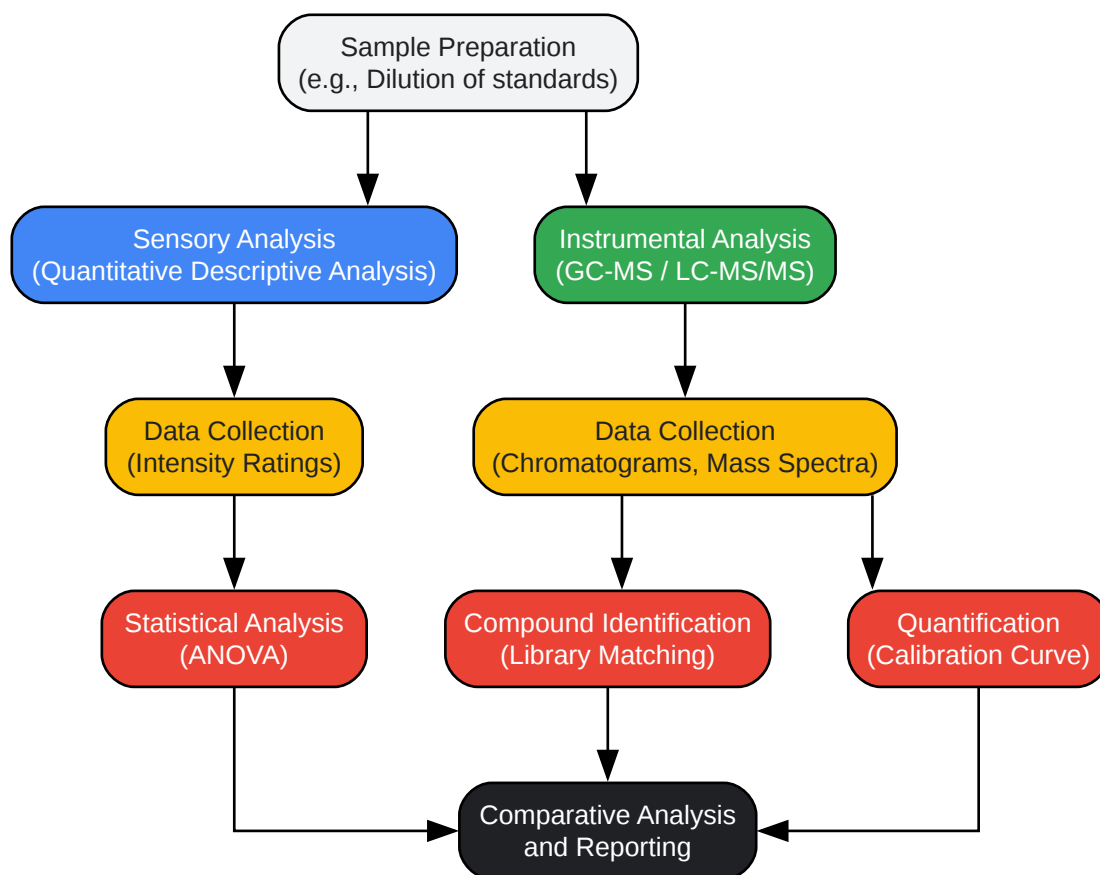 Sample Preparation
(e.g., Dilution of standards)
Sensory Analysis
(Quantitative Descriptive Analysis)
Instrumental Analysis
(GC-MS / LC-MS/MS)
Data Collection
(Intensity Ratings)
Data Collection
(Chromatograms, Mass Spectra)
Statistical Analysis
(ANOVA)
Compound Identification
(Library Matching)
Quantification
(Calibration Curve)
Comparative Analysis
and Reporting